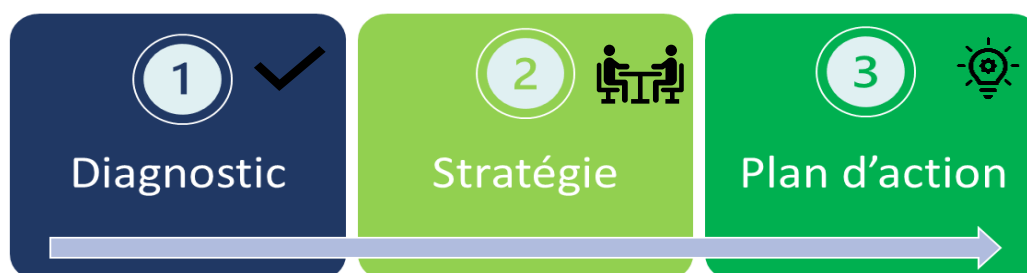 1
2
3
Diagnostic
Stratégie
Plan d’action